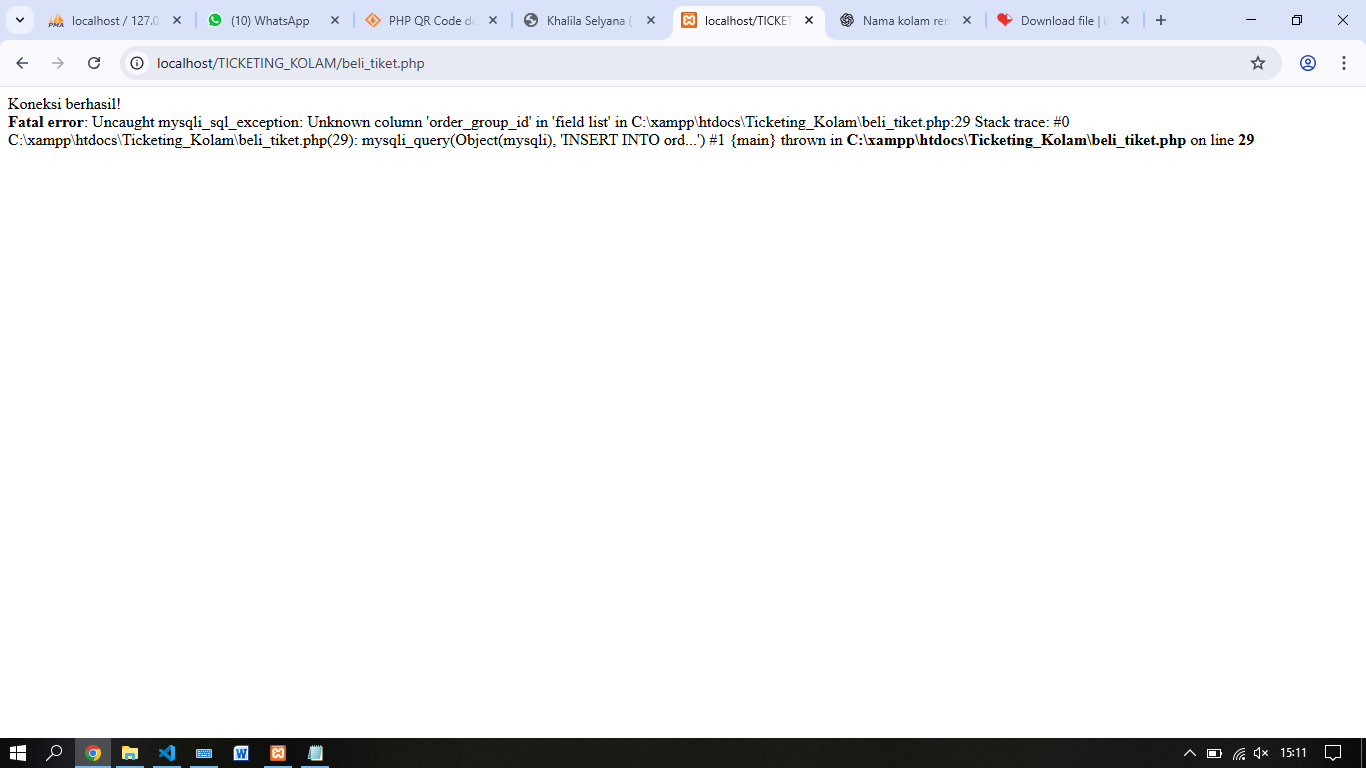 localhost / 127.0
(10) WhatsApp
PHP QR Code do
Khalila Selyana (
localhost/TICKET
Nama kolam ren
Download file | i
localhost/TICKETING_KOLAM/beli_tiket.php
Koneksi berhasil!
Fatal error: Uncaught mysqli_sql_exception: Unknown column 'order_group_id' in 'field list' in C:\xampp\htdocs\Ticketing_Kolam\beli_tiket.php:29 Stack trace: #0
C:\xampp\htdocs\Ticketing_Kolam\beli_tiket.php(29): mysqli_query(Object(mysqli), 'INSERT INTO ord...') #1 {main} thrown in C:\xampp\htdocs\Ticketing_Kolam\beli_tiket.php on line 29
15:11